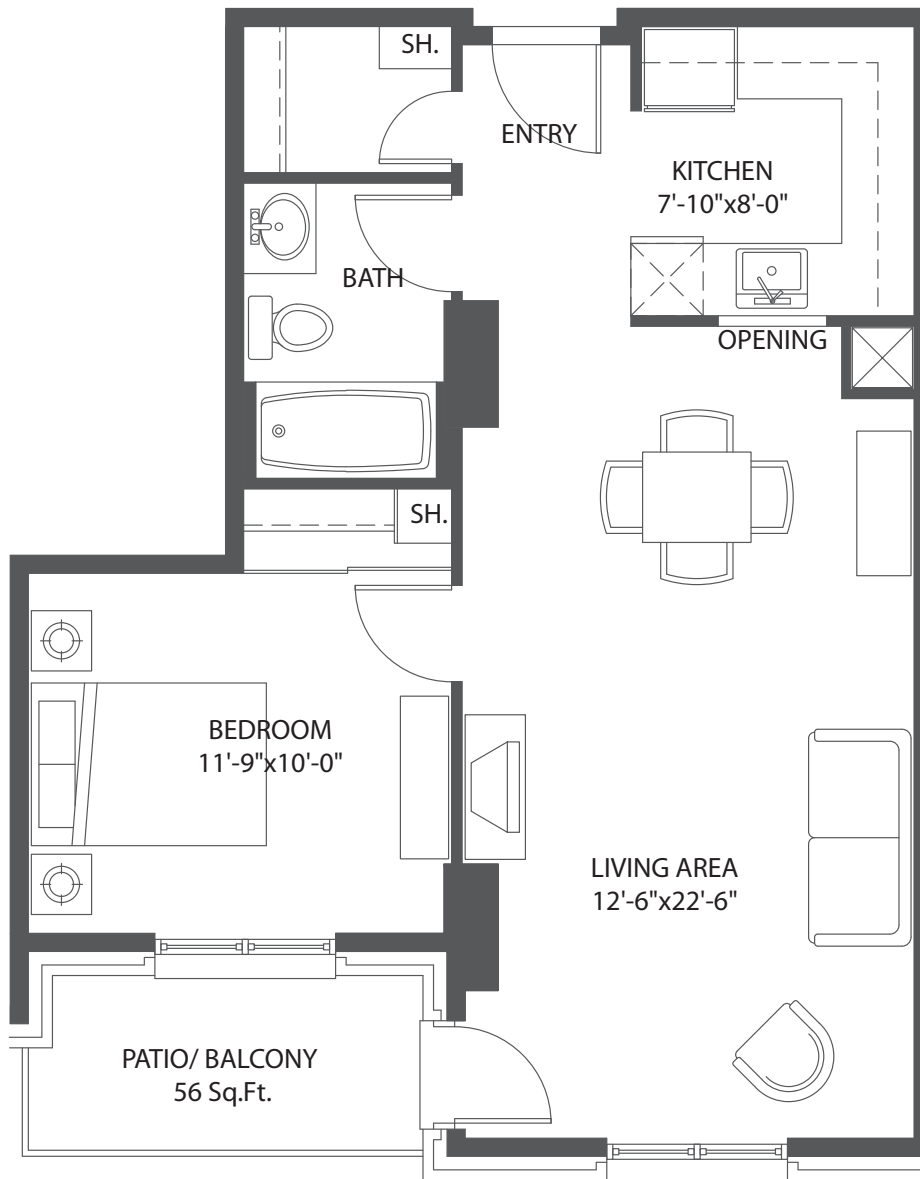 SH.
ENTRY
KITCHEN
7'-10"x8'-0"
BATH
OPENING
SH.
BEDROOM
11'-9"x10'-0"
LIVING AREA
12'-6"x22'-6"
PATIO/ BALCONY
56 Sq.Ft.